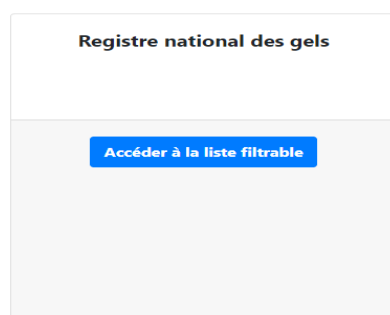 Registre national des gels
Accéder à la liste filtrable